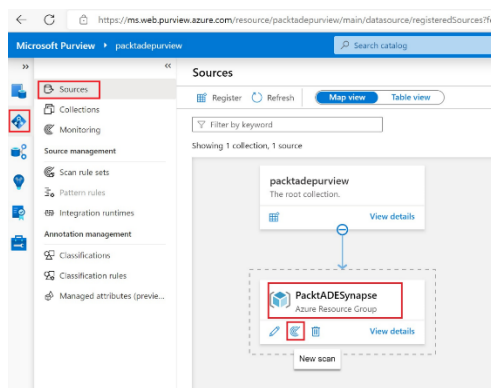 https://ms.web.purview.azure.com/resource/packtadepurview/main/datasource/registeredSources?f
Microsoft Purview packtadepurview
Search catalog
Sources
Collections
Monitoring
Source management
Scan rule sets
Pattern rules
Integration runtimes
Annotation management
Classifications
Classification rules
Managed attributes (previe...
Sources
Register Refresh Map view Table view
Filter by keyword
Showing 1 collection, 1 source
packtadepurview
The root collection.
View details
PacktADESynapse
Azure Resource Group
View details
New scan